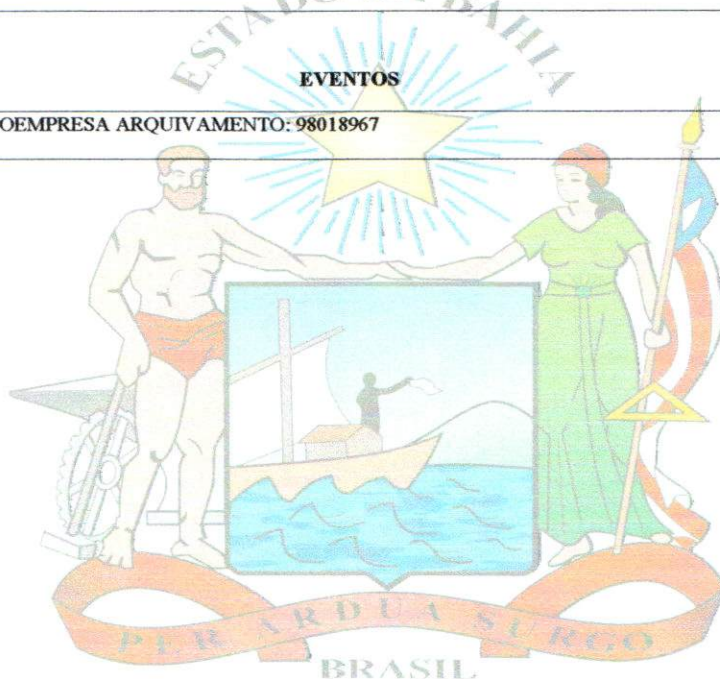 ESTADO DA BAHIA
EVENTOS
OEMPRESA ARQUIVAMENTO: 98018967
PER ARDUA SURGO
BRASIL